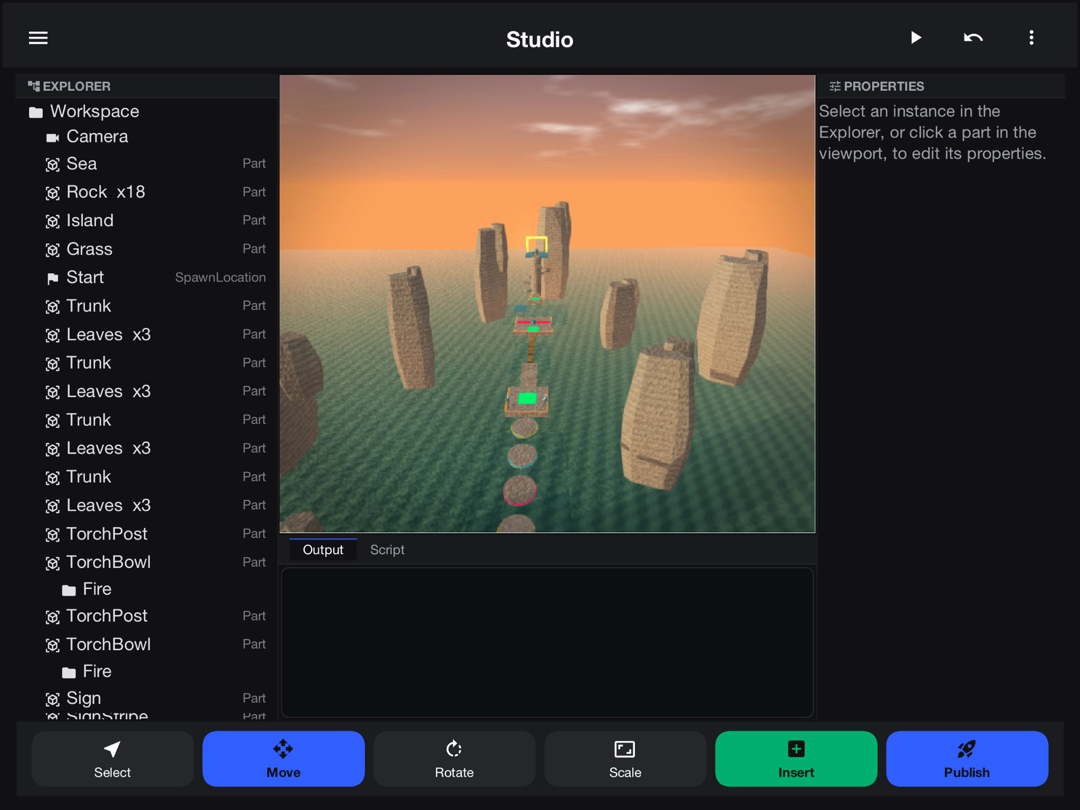 Studio
EXPLORER
Workspace
Camera
Sea Part
Rock x18 Part
Island Part
Grass Part
Start SpawnLocation
Trunk Part
Leaves x3 Part
Trunk Part
Leaves x3 Part
Trunk Part
Leaves x3 Part
Trunk Part
Leaves x3 Part
TorchPost Part
TorchBowl Part
Fire
TorchPost Part
TorchBowl Part
Fire
Sign Part
SignStripe Part
Output Script
PROPERTIES
Select an instance in the
Explorer, or click a part in the
viewport, to edit its properties.
Select Move Rotate Scale Insert Publish